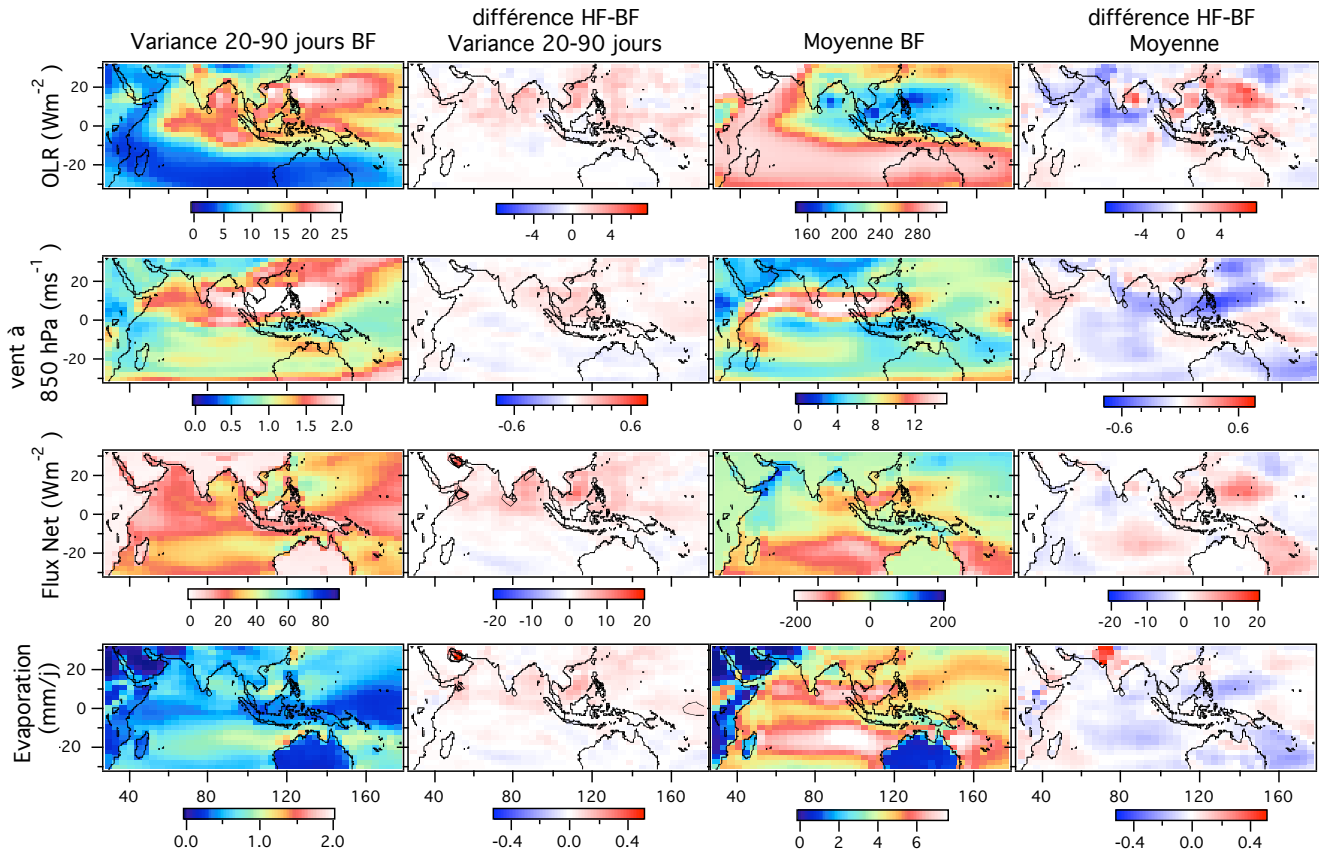 Variance 20-90 jours BF
différence HF-BF
Variance 20-90 jours
Moyenne BF
différence HF-BF
Moyenne
OLR (Wm-2)
20
0
-20
0 5 10 15 20 25
-4 0 4
160 200 240 280
-4 0 4
vent à
850 hPa (ms-1)
20
0
-20
0.0 0.5 1.0 1.5 2.0
-0.6 0.6
0 4 8 12
-0.6 0.6
Flux Net (Wm-2)
20
0
-20
0 20 40 60 80
-20 -10 0 10 20
-200 0 200
-20 -10 0 10 20
Evaporation
(mm/j)
20
0
-20
40 80 120 160
40 80 120 160
40 80 120 160
40 80 120 160
0.0 1.0 2.0
-0.4 0.0 0.4
0 2 4 6
-0.4 0.0 0.4